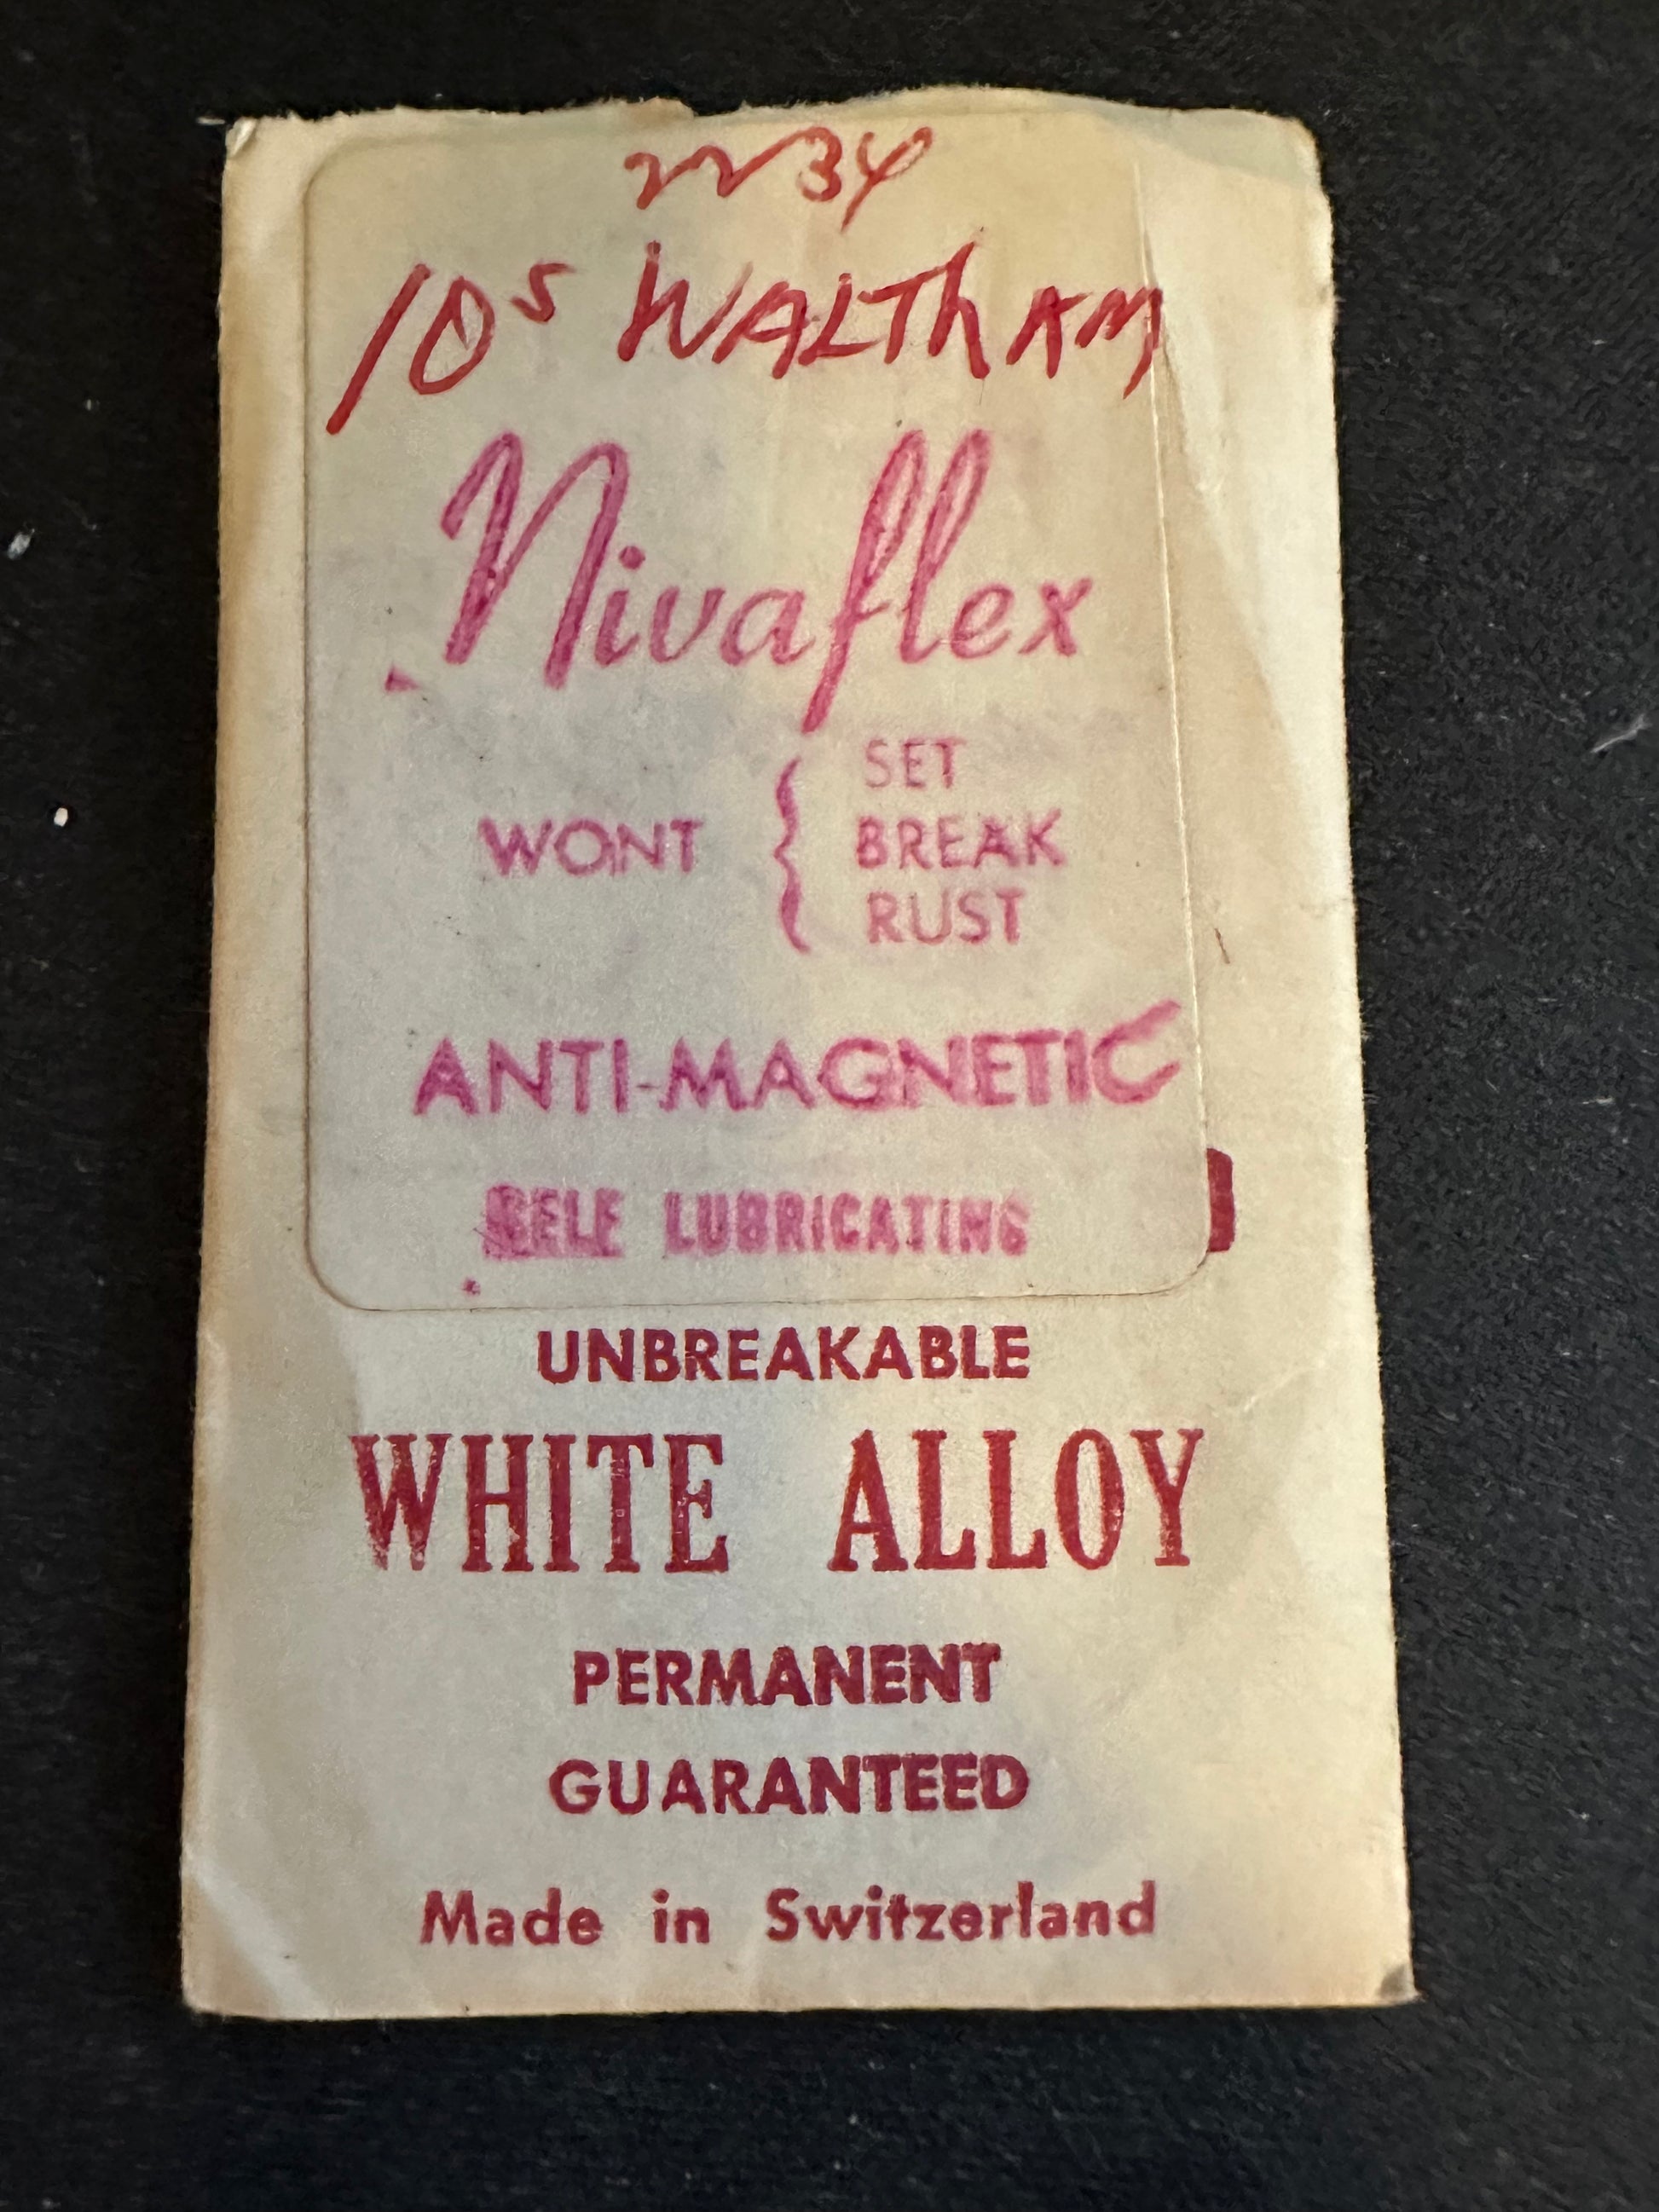 2234
10s WALThAM
Nivaflex
WONT { SET
BREAK
RUST
ANTI-MAGNETIC
SELF LUBRICATING
UNBREAKABLE
WHITE ALLOY
PERMANENT
GUARANTEED
Made in Switzerland